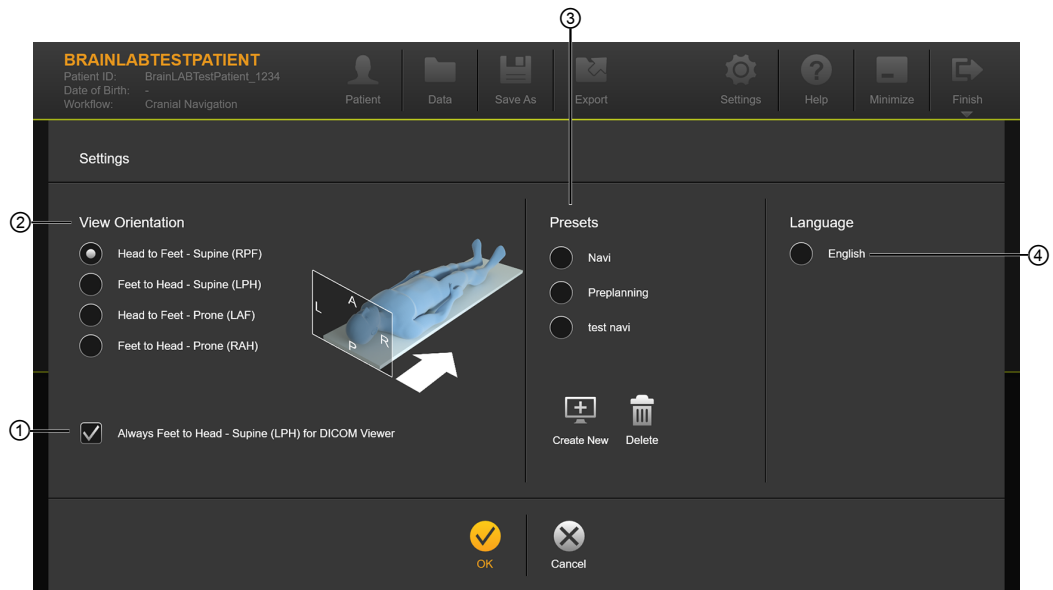 3
BRAINLABTESTPATIENT
Patient ID: BrainLABTestPatient_1234
Date of Birth: -
Workflow: Cranial Navigation
Patient
Data
Save As
Export
Settings
Help
Minimize
Finish
Settings
2
View Orientation
Head to Feet - Supine (RPF)
Feet to Head - Supine (LPH)
Head to Feet - Prone (LAF)
Feet to Head - Prone (RAH)
L
A
R
P
1
Always Feet to Head - Supine (LPH) for DICOM Viewer
Presets
Navi
Preplanning
test navi
Create New
Delete
Language
English
4
OK
Cancel